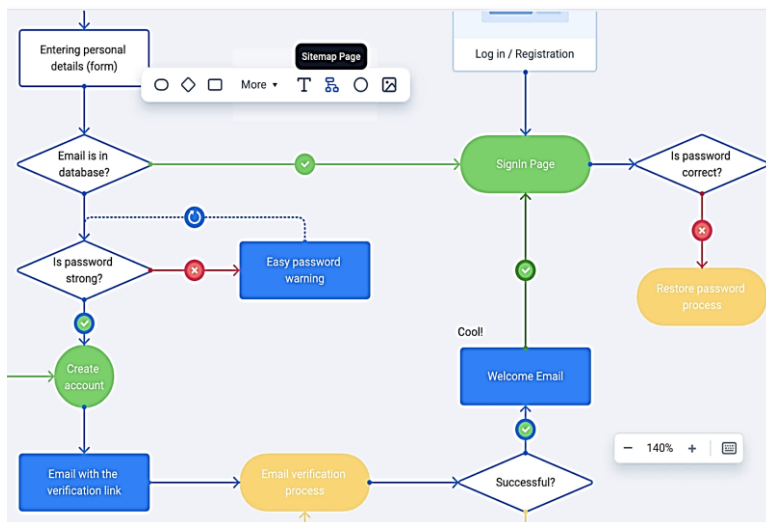 Entering personal
details (form)
Sitemap Page
Log in / Registration
More
Email is in
database?
SignIn Page
Is password
correct?
Is password
strong?
Easy password
warning
Restore password
process
Cool!
Create
account
Welcome Email
140%
Email with the
verification link
Email verification
process
Successful?